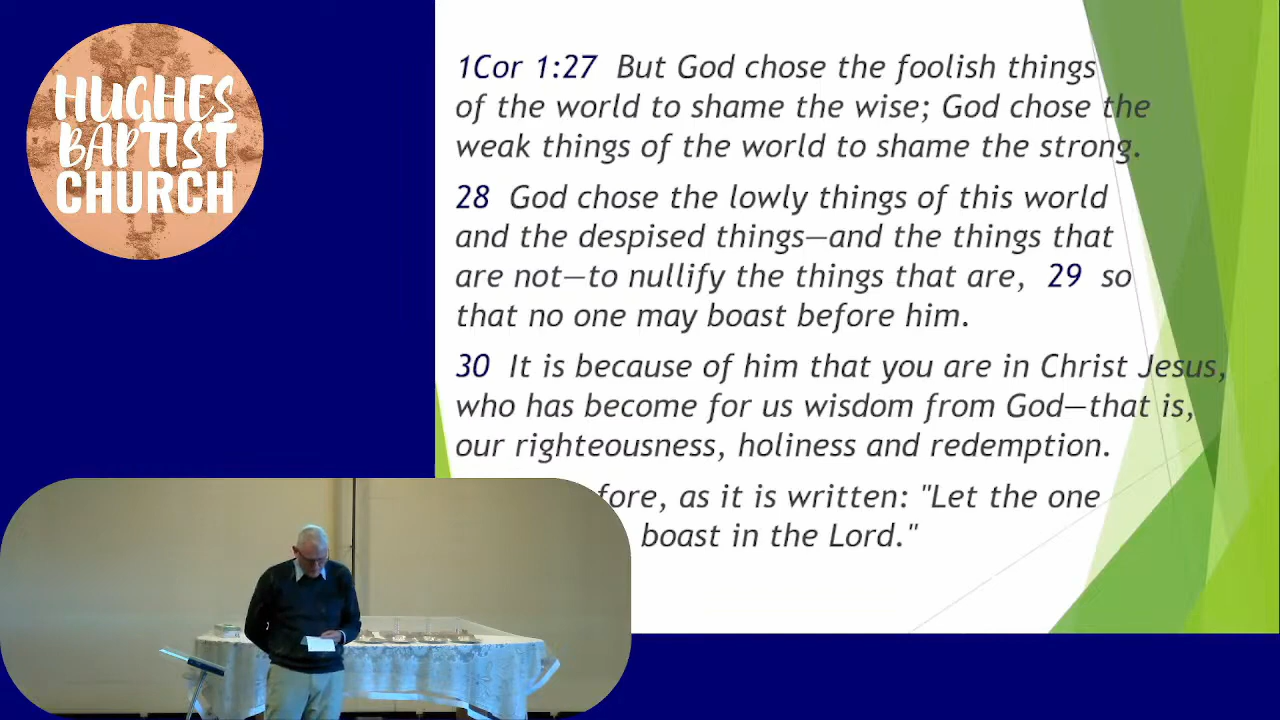 HUGHES
BAPTIST
CHURCH
1Cor 1:27 But God chose the foolish things
of the world to shame the wise; God chose the
weak things of the world to shame the strong.
28 God chose the lowly things of this world
and the despised things—and the things that
are not—to nullify the things that are, 29 so
that no one may boast before him.
30 It is because of him that you are in Christ Jesus,
who has become for us wisdom from God—that is,
our righteousness, holiness and redemption.
fore, as it is written: "Let the one
boast in the Lord."